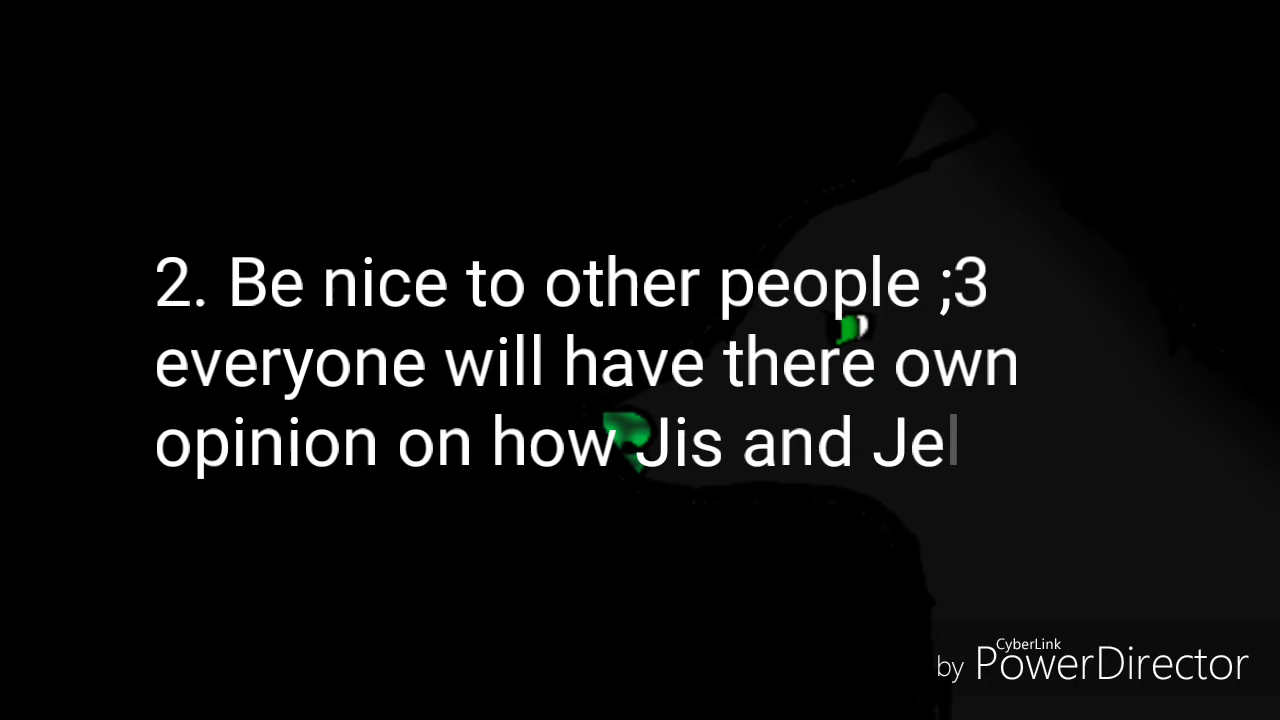 2. Be nice to other people ;3
everyone will have there own
opinion on how Jis and Jel
CyberLink
by PowerDirector